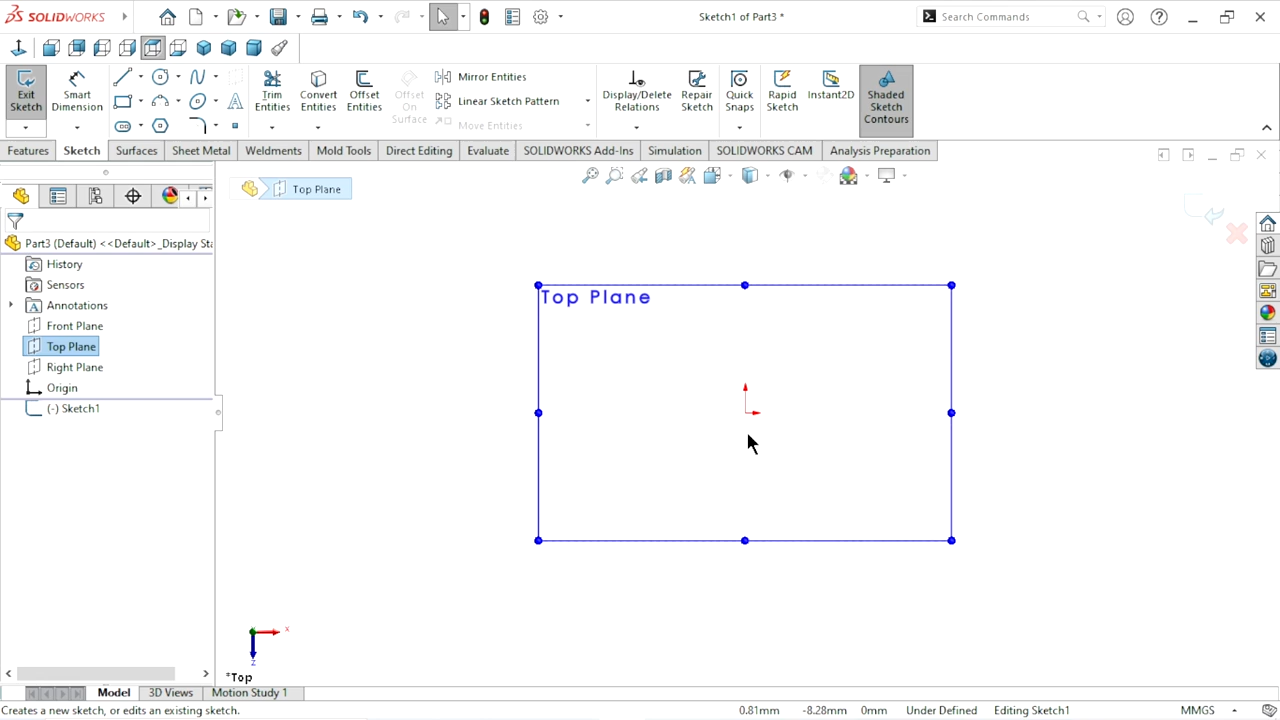 SOLIDWORKS
Sketch1 of Part3 *
Search Commands
Exit Sketch
Smart Dimension
Trim Entities
Convert Entities
Offset Entities
Offset On Surface
Mirror Entities
Linear Sketch Pattern
Move Entities
Display/Delete Relations
Repair Sketch
Quick Snaps
Rapid Sketch
Instant2D
Shaded Sketch Contours
Features
Sketch
Surfaces
Sheet Metal
Weldments
Mold Tools
Direct Editing
Evaluate
SOLIDWORKS Add-Ins
Simulation
SOLIDWORKS CAM
Analysis Preparation
Top Plane
Part3 (Default) <<Default>_Display Sta
History
Sensors
Annotations
Front Plane
Top Plane
Right Plane
Origin
(-) Sketch1
Top Plane
X
Z
*Top
Model
3D Views
Motion Study 1
Creates a new sketch, or edits an existing sketch.
0.81mm
-8.28mm
0mm
Under Defined
Editing Sketch1
MMGS